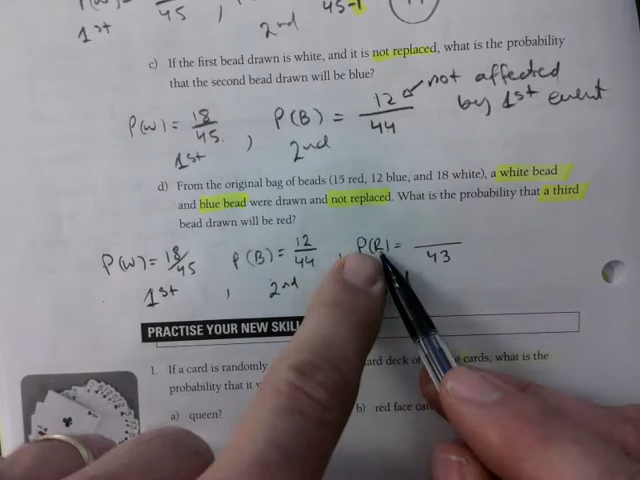 P(W) = 45 ,
1st 2nd 45-1
c) If the first bead drawn is white, and it is not replaced, what is the probability
that the second bead drawn will be blue?
P(W) = 18/45 , P(B) = 12/44 not affected
by 1st event
1st 2nd
d) From the original bag of beads (15 red, 12 blue, and 18 white), a white bead
and blue bead were drawn and not replaced. What is the probability that a third
bead drawn will be red?
P(W) = 18/45 P(B) = 12/44 , P(R) = /43
1st , 2nd
PRACTISE YOUR NEW SKIL
1. If a card is randomly ard deck of cards, what is the
probability that it
a) queen? b) red face car